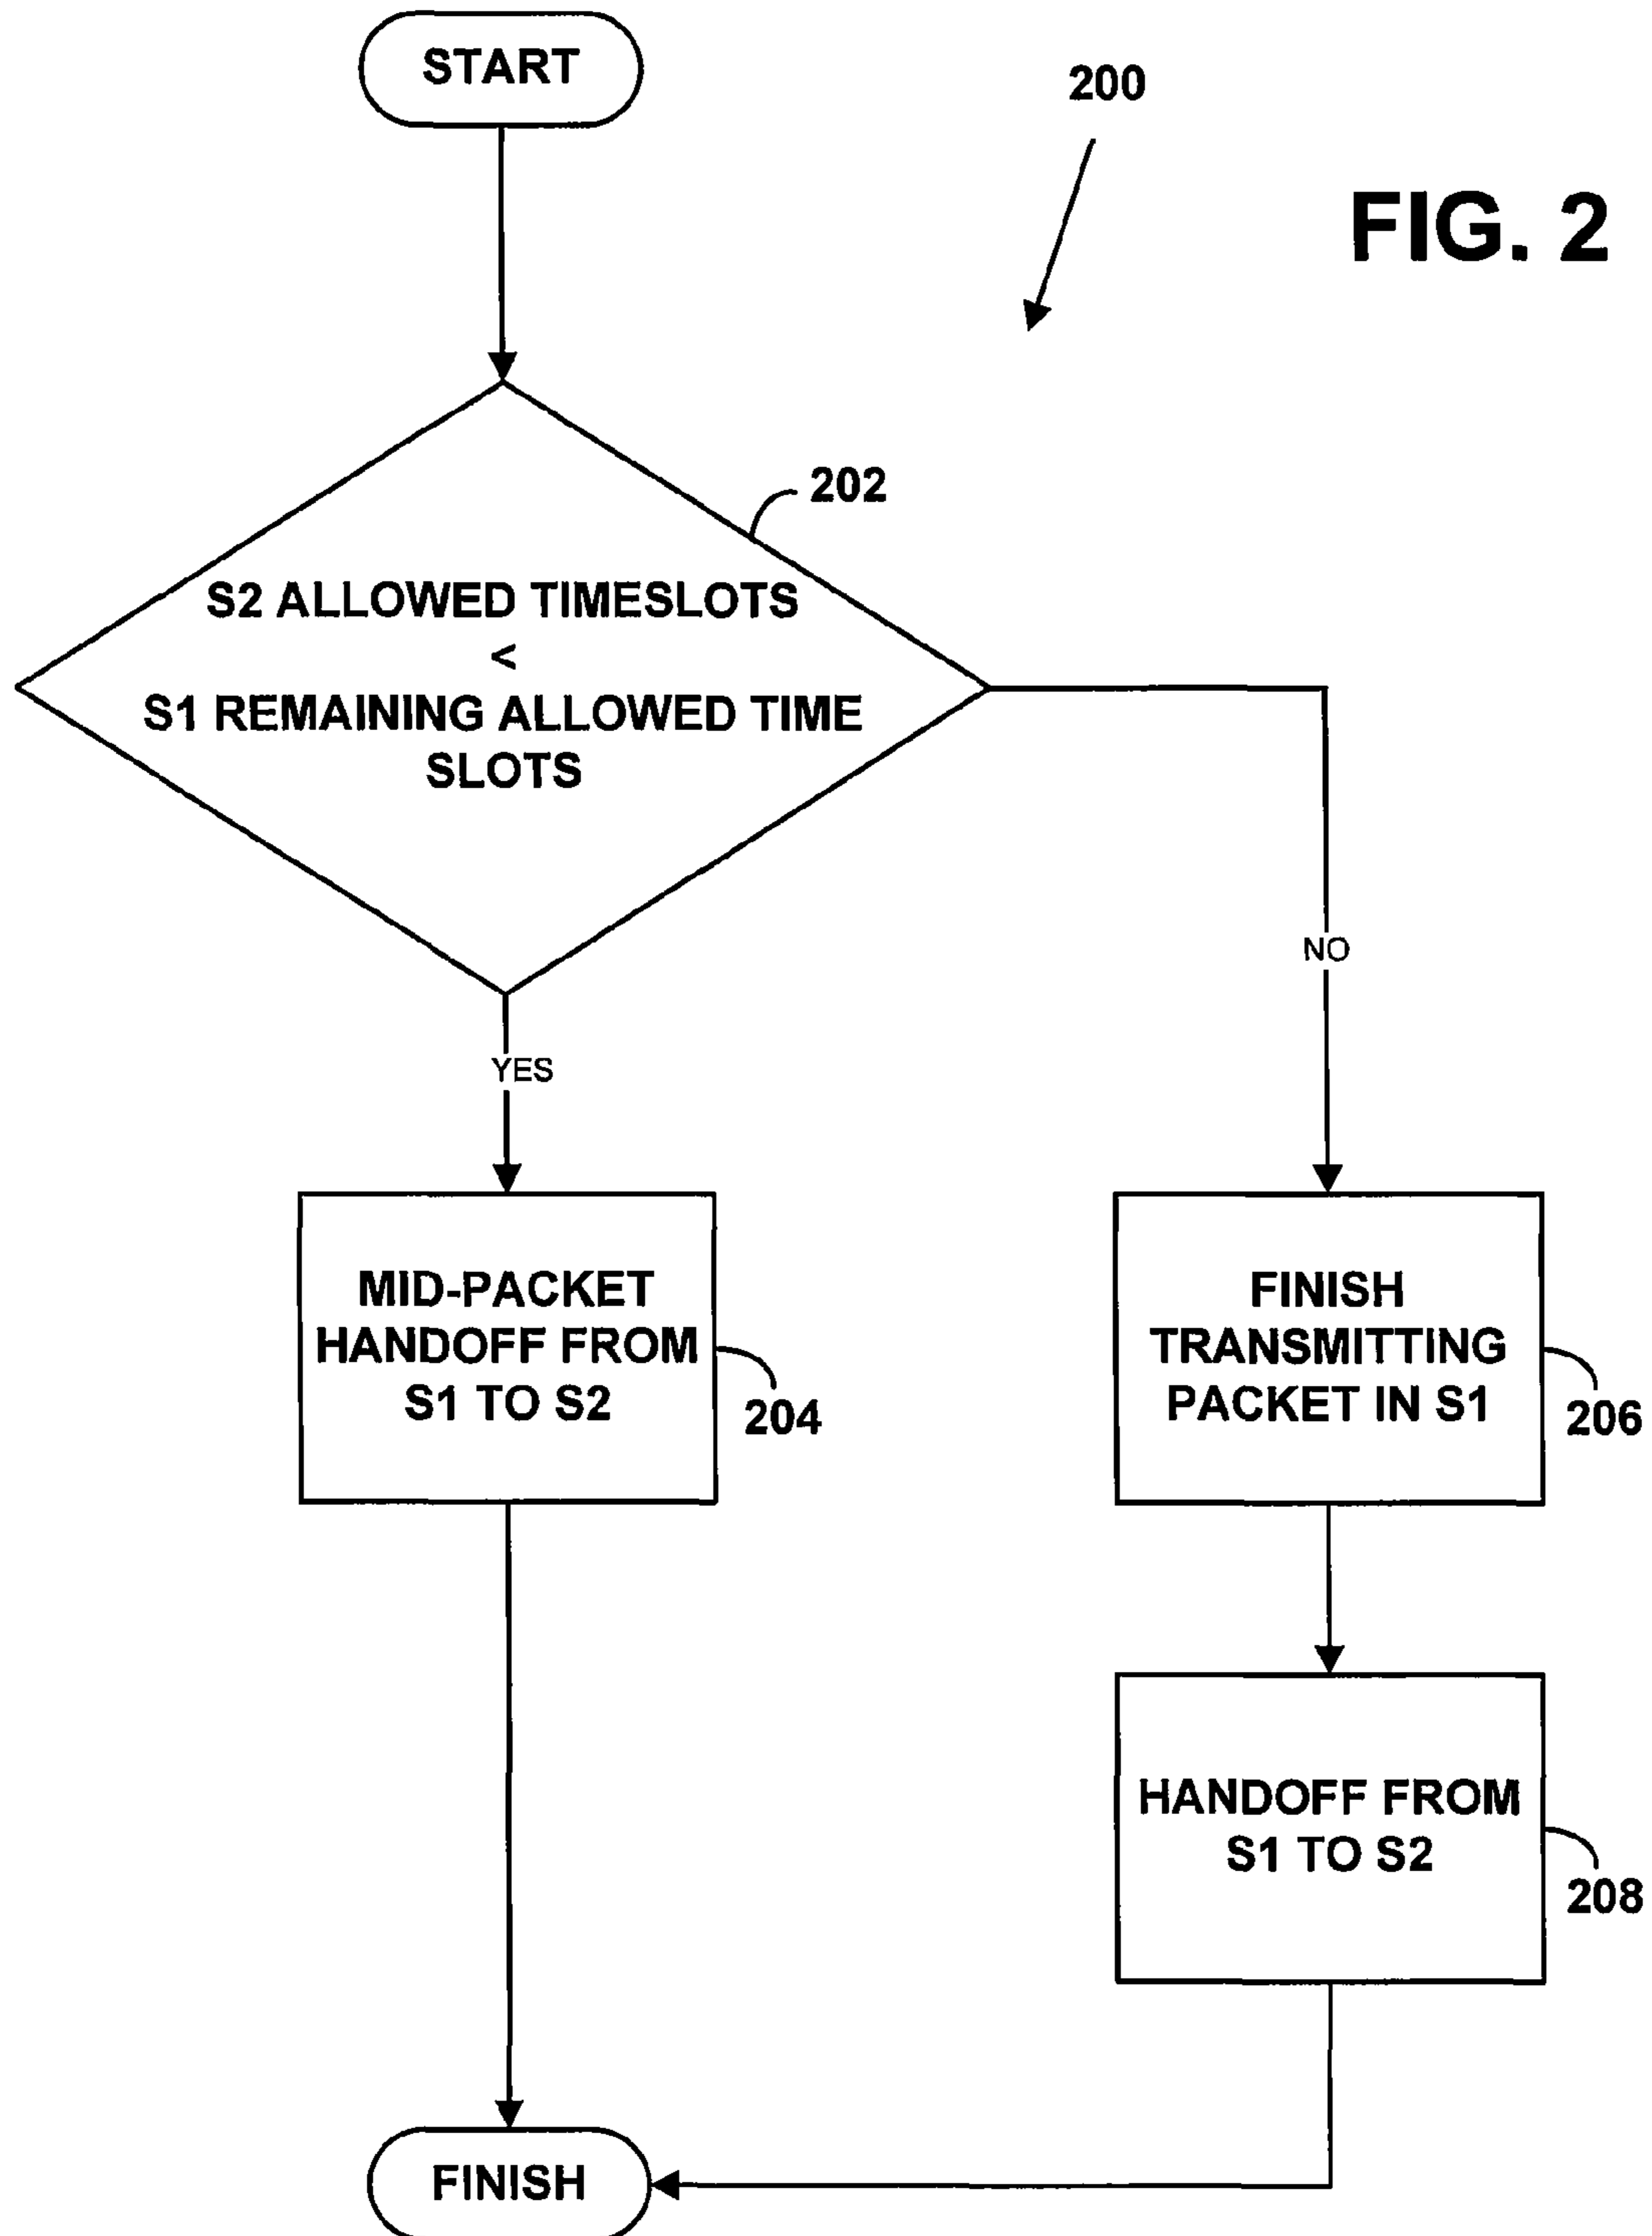 START
200
FIG. 2
202
S2 ALLOWED TIMESLOTS
<
S1 REMAINING ALLOWED TIME
SLOTS
NO
YES
MID-PACKET
HANDOFF FROM
S1 TO S2
204
FINISH
TRANSMITTING
PACKET IN S1
206
HANDOFF FROM
S1 TO S2
208
FINISH